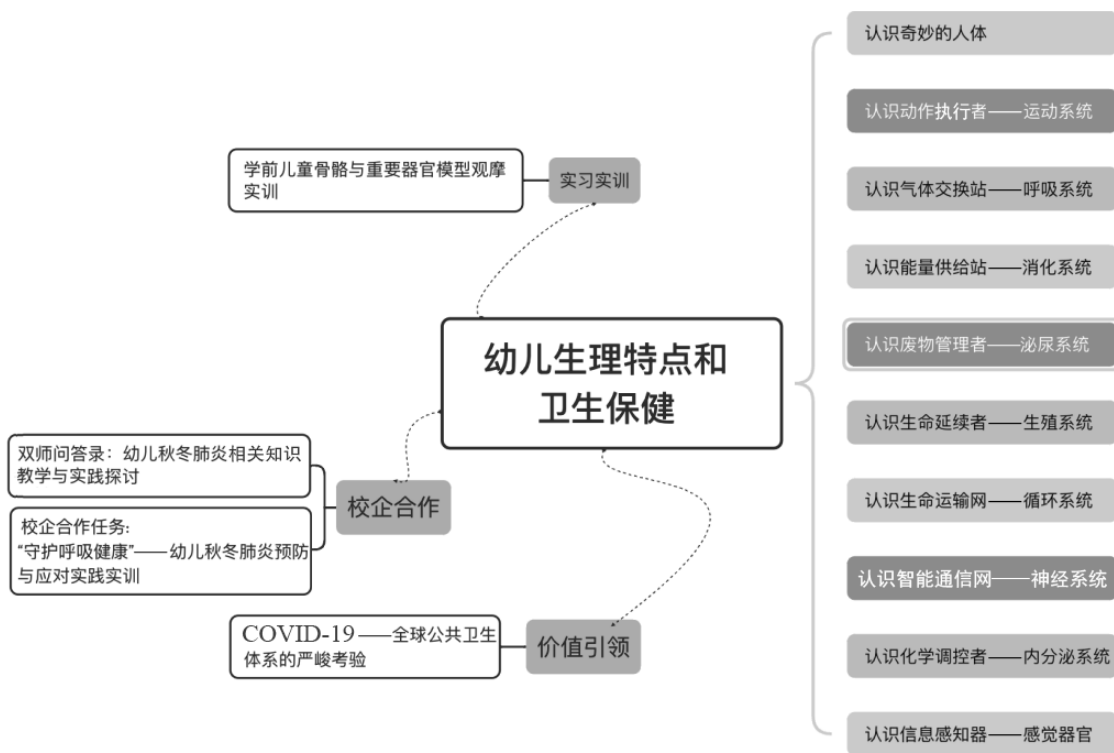 认识奇妙的人体
认识动作执行者——运动系统
学前儿童骨骼与重要器官模型观摩
实训
实习实训
认识气体交换站——呼吸系统
认识能量供给站——消化系统
幼儿生理特点和
卫生保健
认识废物管理者——泌尿系统
认识生命延续者——生殖系统
双师问答录：幼儿秋冬肺炎相关知识
教学与实践探讨
校企合作
校企合作任务:
“守护呼吸健康”——幼儿秋冬肺炎预防
与应对实践实训
认识生命运输网——循环系统
认识智能通信网——神经系统
COVID-19 ——全球公共卫生
体系的严峻考验
价值引领
认识化学调控者——内分泌系统
认识信息感知器——感觉器官